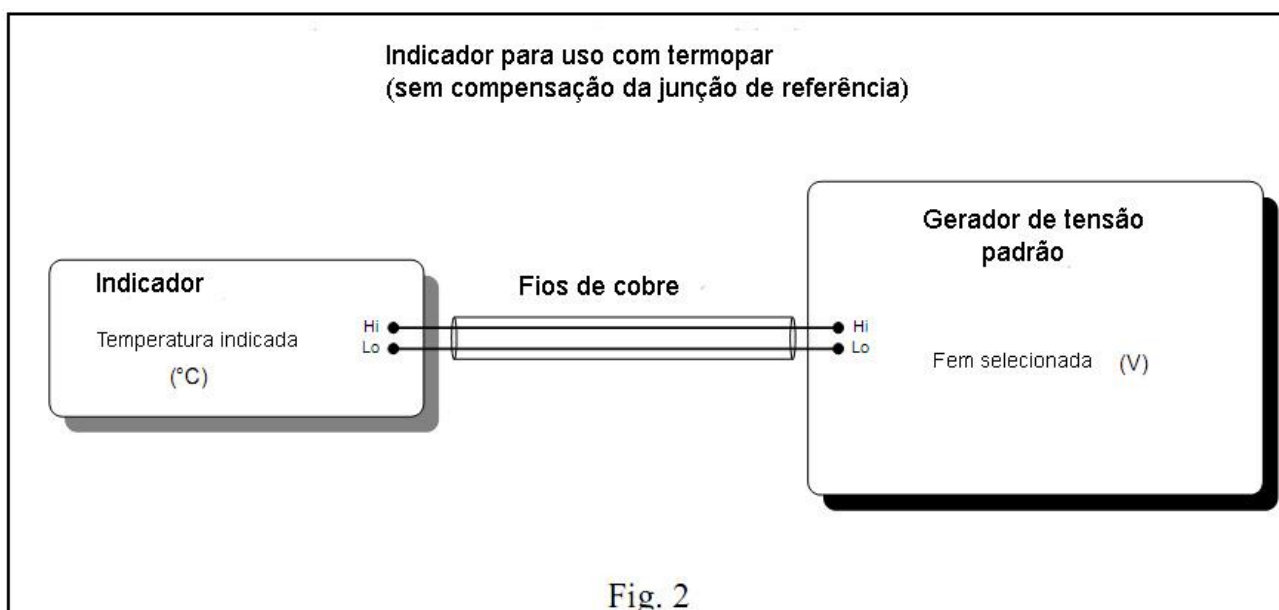 Indicador para uso com termopar
(sem compensação da junção de referência)
Gerador de tensão
padrão
Indicador
Fios de cobre
Temperatura indicada
(°C)
Hi
Lo
Hi
Lo
Fem selecionada (V)
Fig. 2